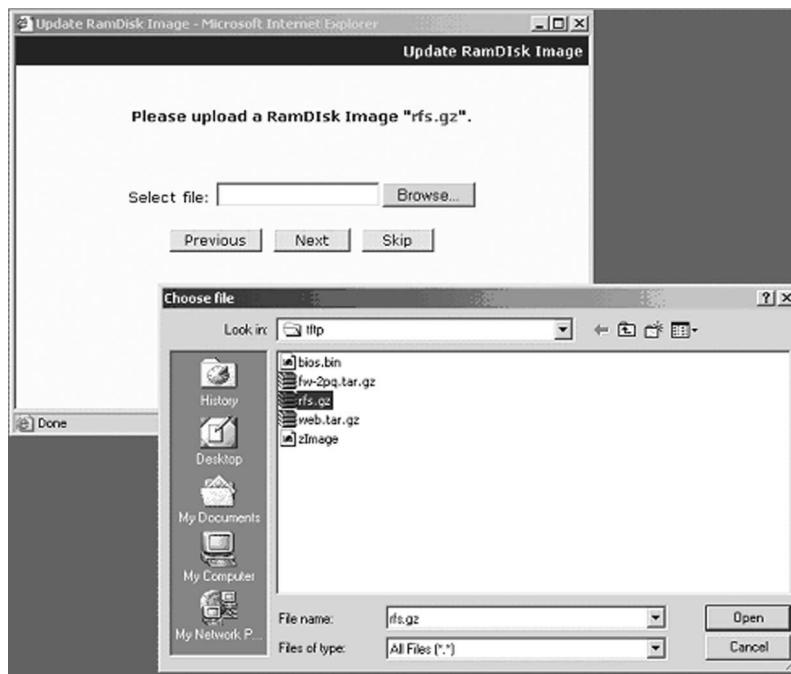 Update RamDisk Image - Microsoft Internet Explorer
Update RamDIsk Image
Please upload a RamDIsk Image "rfs.gz".
Select file:
Browse...
Previous
Next
Skip
Done
Choose file
Look in:
tftp
History
Desktop
My Documents
My Computer
My Network P...
bios.bin
fw-2pq.tar.gz
rfs.gz
web.tar.gz
zImage
File name:
rfs.gz
Open
Files of type:
All Files (*.*)
Cancel